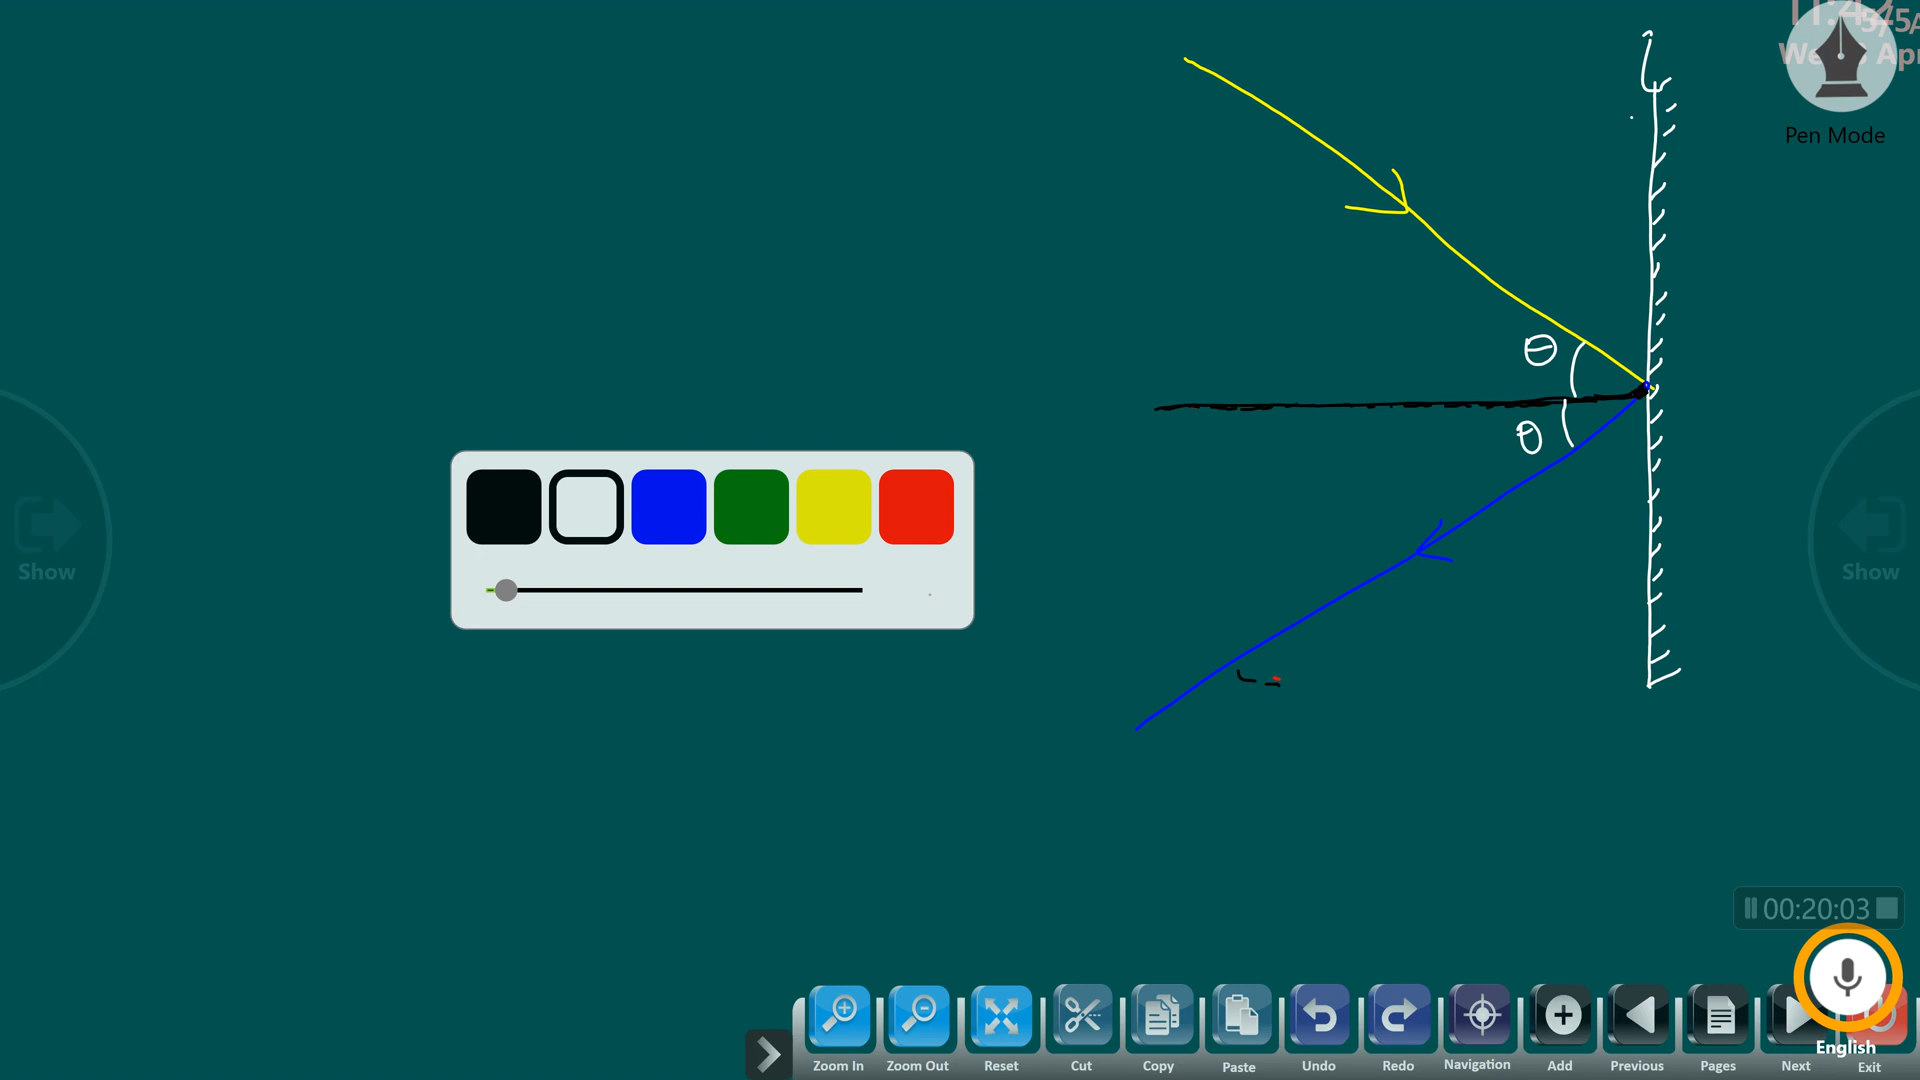 Pen Mode
θ
θ
Show
Show
00:20:03
Zoom In
Zoom Out
Reset
Cut
Copy
Paste
Undo
Redo
Navigation
Add
Previous
Pages
Next
English
Exit